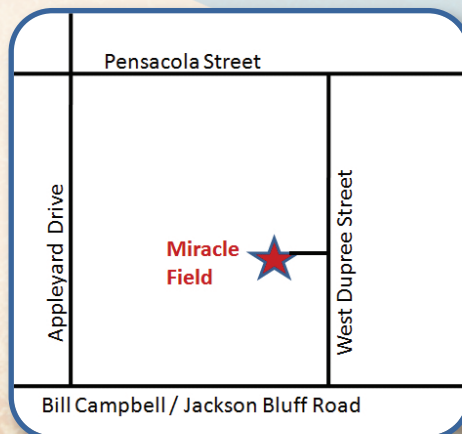 Pensacola Street
Appleyard Drive
Miracle
Field
West Dupree Street
Bill Campbell / Jackson Bluff Road